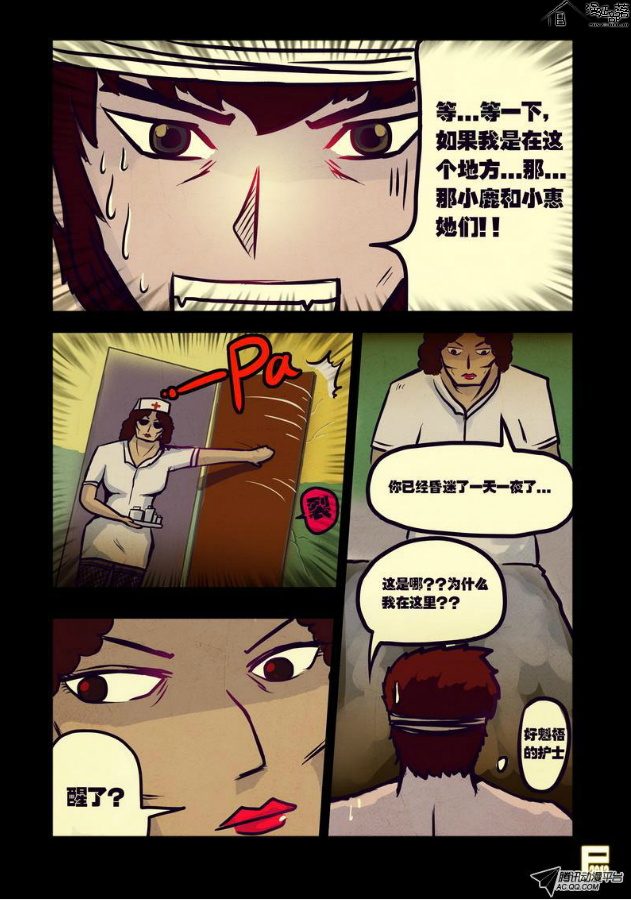 等...等一下,
如果我是在这
个地方...那...
那小鹿和小惠
她们!!
Pa
裂
醒了?
你已经昏迷了一天一夜了...
这是哪??为什么
我在这里??
好魁梧
的护士
腾讯动漫平台
AC.QQ.COM